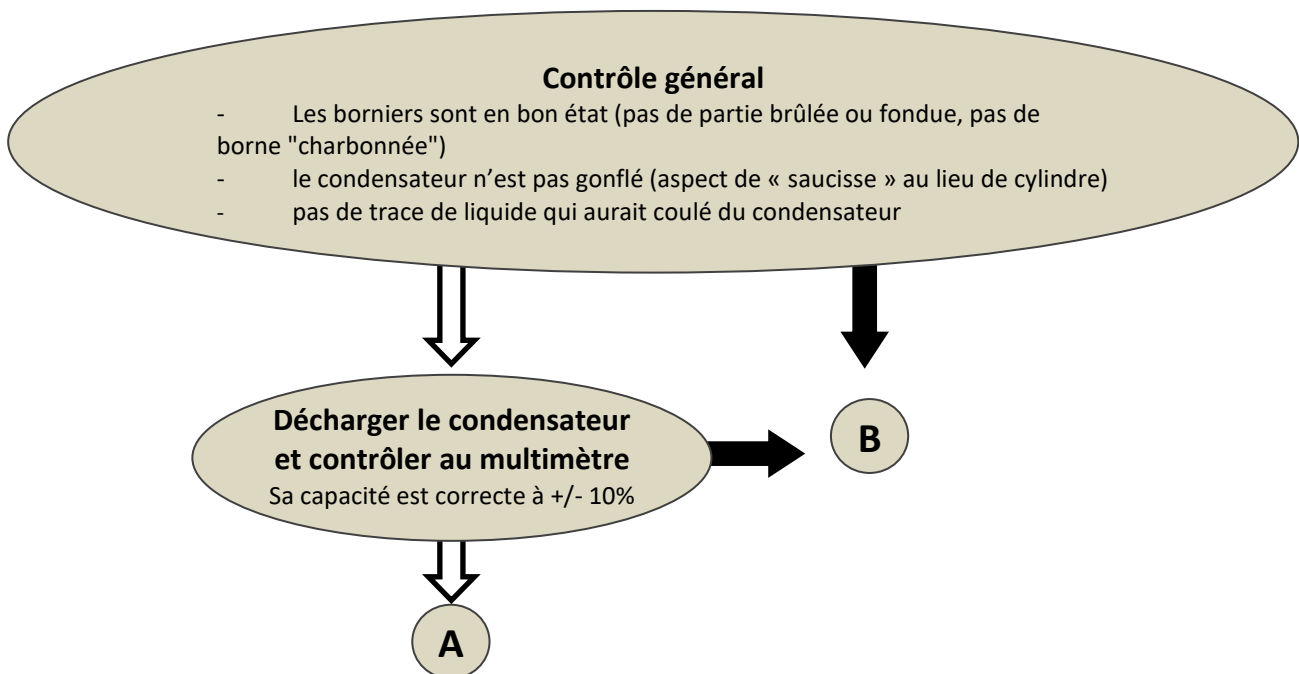 Contrôle général
- Les borniers sont en bon état (pas de partie brûlée ou fondue, pas de
borne "charbonnée")
- le condensateur n’est pas gonflé (aspect de « saucisse » au lieu de cylindre)
- pas de trace de liquide qui aurait coulé du condensateur
Décharger le condensateur
et contrôler au multimètre
Sa capacité est correcte à +/- 10%
B
A